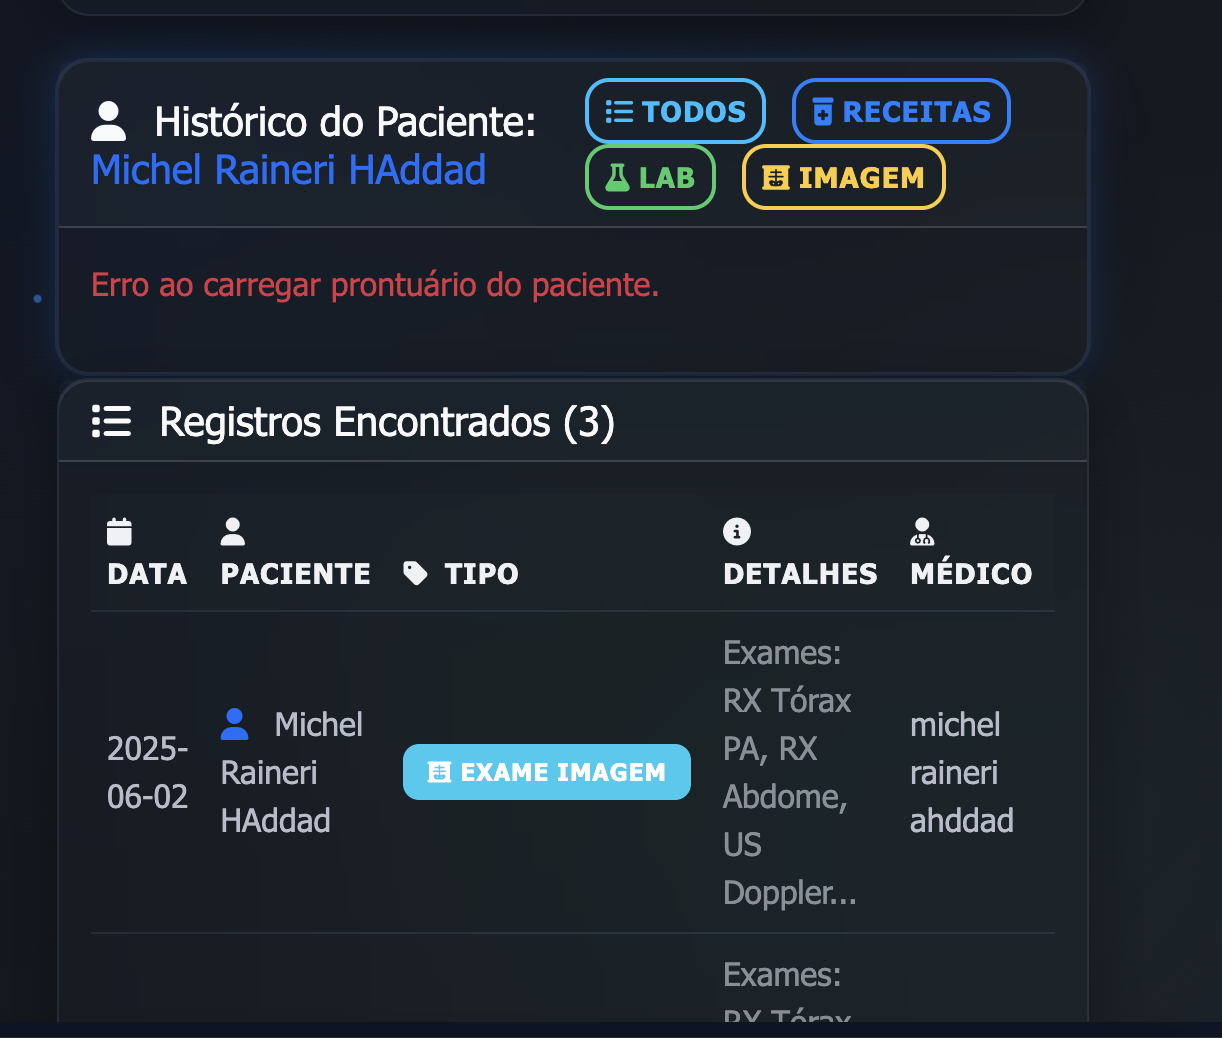 Histórico do Paciente:
Michel Raineri HAddad
TODOS
RECEITAS
LAB
IMAGEM
Erro ao carregar prontuário do paciente.
Registros Encontrados (3)
DATA
PACIENTE
TIPO
DETALHES
MÉDICO
2025-
06-02
Michel
Raineri
HAddad
EXAME IMAGEM
Exames:
RX Tórax
PA, RX
Abdome,
US
Doppler...
michel
raineri
ahddad
Exames:
RX Tórax